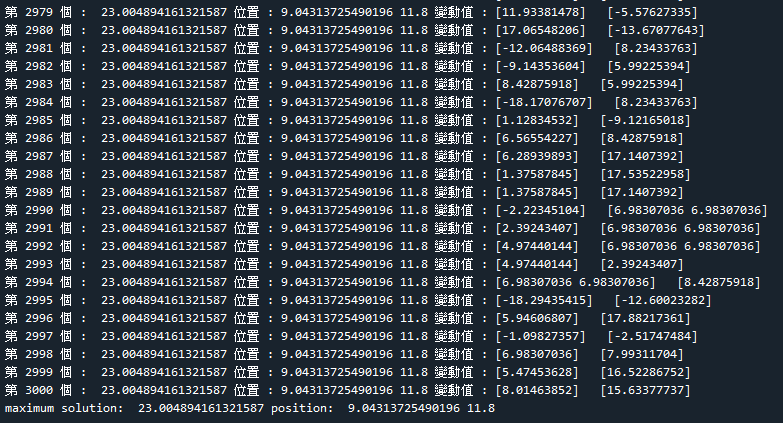 第 2979 個 :  23.004894161321587 位置 : 9.04313725490196 11.8 變動值 : [11.93381478]   [-5.57627335]
第 2980 個 :  23.004894161321587 位置 : 9.04313725490196 11.8 變動值 : [17.06548206]   [-13.67077643]
第 2981 個 :  23.004894161321587 位置 : 9.04313725490196 11.8 變動值 : [-12.06488369]   [8.23433763]
第 2982 個 :  23.004894161321587 位置 : 9.04313725490196 11.8 變動值 : [-9.14353604]   [5.99225394]
第 2983 個 :  23.004894161321587 位置 : 9.04313725490196 11.8 變動值 : [8.42875918]   [5.99225394]
第 2984 個 :  23.004894161321587 位置 : 9.04313725490196 11.8 變動值 : [-18.17076707]   [8.23433763]
第 2985 個 :  23.004894161321587 位置 : 9.04313725490196 11.8 變動值 : [1.12834532]   [-9.12165018]
第 2986 個 :  23.004894161321587 位置 : 9.04313725490196 11.8 變動值 : [6.56554227]   [8.42875918]
第 2987 個 :  23.004894161321587 位置 : 9.04313725490196 11.8 變動值 : [6.28939893]   [17.1407392]
第 2988 個 :  23.004894161321587 位置 : 9.04313725490196 11.8 變動值 : [1.37587845]   [17.53522958]
第 2989 個 :  23.004894161321587 位置 : 9.04313725490196 11.8 變動值 : [1.37587845]   [17.1407392]
第 2990 個 :  23.004894161321587 位置 : 9.04313725490196 11.8 變動值 : [-2.22345104]   [6.98307036 6.98307036]
第 2991 個 :  23.004894161321587 位置 : 9.04313725490196 11.8 變動值 : [2.39243407]   [6.98307036 6.98307036]
第 2992 個 :  23.004894161321587 位置 : 9.04313725490196 11.8 變動值 : [4.97440144]   [6.98307036 6.98307036]
第 2993 個 :  23.004894161321587 位置 : 9.04313725490196 11.8 變動值 : [4.97440144]   [2.39243407]
第 2994 個 :  23.004894161321587 位置 : 9.04313725490196 11.8 變動值 : [6.98307036 6.98307036]   [8.42875918]
第 2995 個 :  23.004894161321587 位置 : 9.04313725490196 11.8 變動值 : [-18.29435415]   [-12.60023282]
第 2996 個 :  23.004894161321587 位置 : 9.04313725490196 11.8 變動值 : [5.94606807]   [17.88217361]
第 2997 個 :  23.004894161321587 位置 : 9.04313725490196 11.8 變動值 : [-1.09827357]   [-2.51747484]
第 2998 個 :  23.004894161321587 位置 : 9.04313725490196 11.8 變動值 : [6.98307036]   [7.99311704]
第 2999 個 :  23.004894161321587 位置 : 9.04313725490196 11.8 變動值 : [5.47453628]   [16.52286752]
第 3000 個 :  23.004894161321587 位置 : 9.04313725490196 11.8 變動值 : [8.01463852]   [15.63377737]
maximum solution:  23.004894161321587 position:  9.04313725490196 11.8